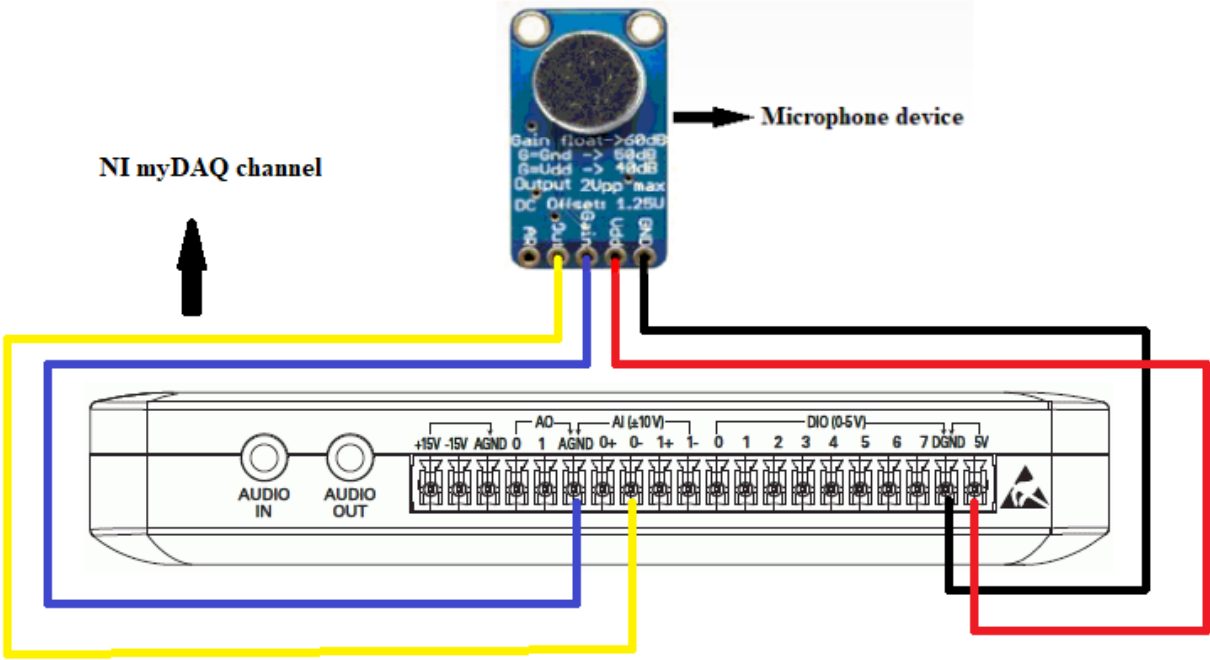 Gain float->60dB
G=Gnd -> 50dB
G=Vdd -> 40dB
Output 2Vpp max
DC Offset: 1.25V
AR Out Gain Vdd GND
Microphone device
NI myDAQ channel
AO AI (±10V) DIO (0-5 V)
+15V -15V AGND 0 1 AGND 0+ 0- 1+ 1- 0 1 2 3 4 5 6 7 DGND 5V
AUDIO IN
AUDIO OUT